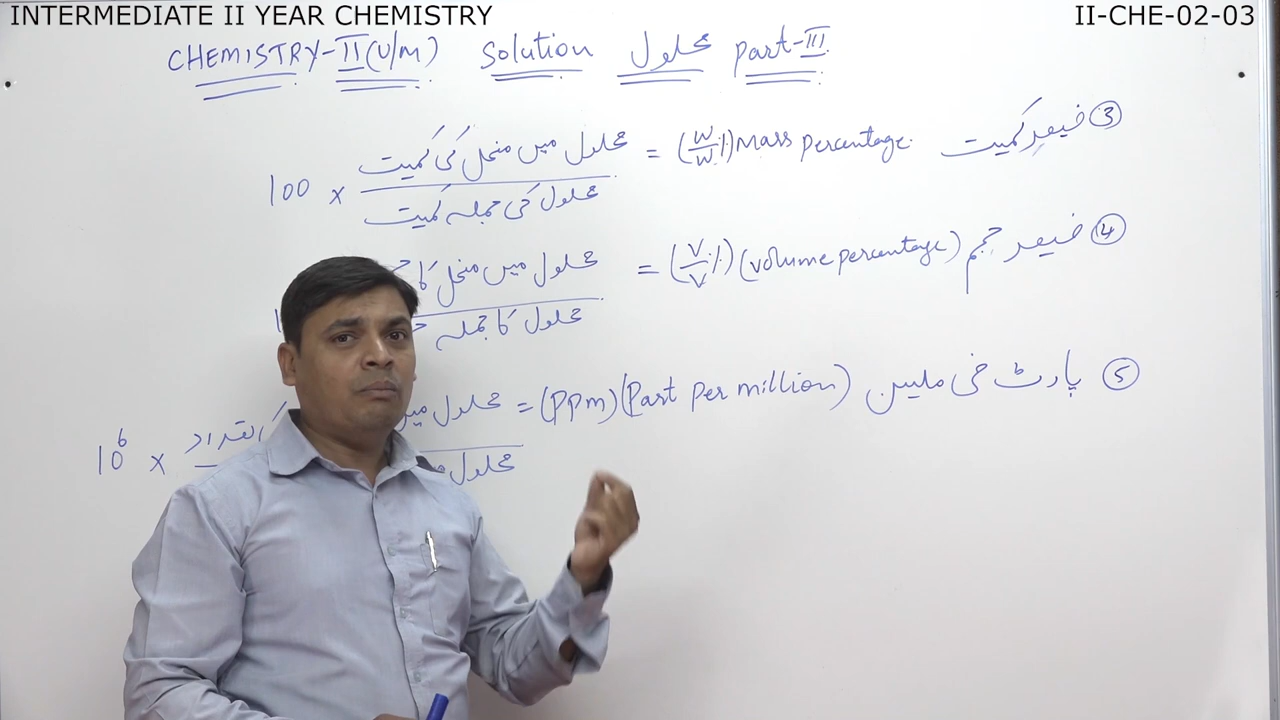 INTERMEDIATE II YEAR CHEMISTRY
II-CHE-02-03
CHEMISTRY-II(U/M) Solution محلول part-III
③ فیصد کمیت Mass percentage (W/W %) = محلول میں منحل کی کمیت
× 100
محلول کی جملہ کمیت
④ فیصد حجم (volume percentage) (V/V %) = محلول میں منحل کا
محلول کا جملہ
⑤ پارٹ فی ملین (Part per million) (PPm) = محلول میں تعداد × 10⁶
محلول